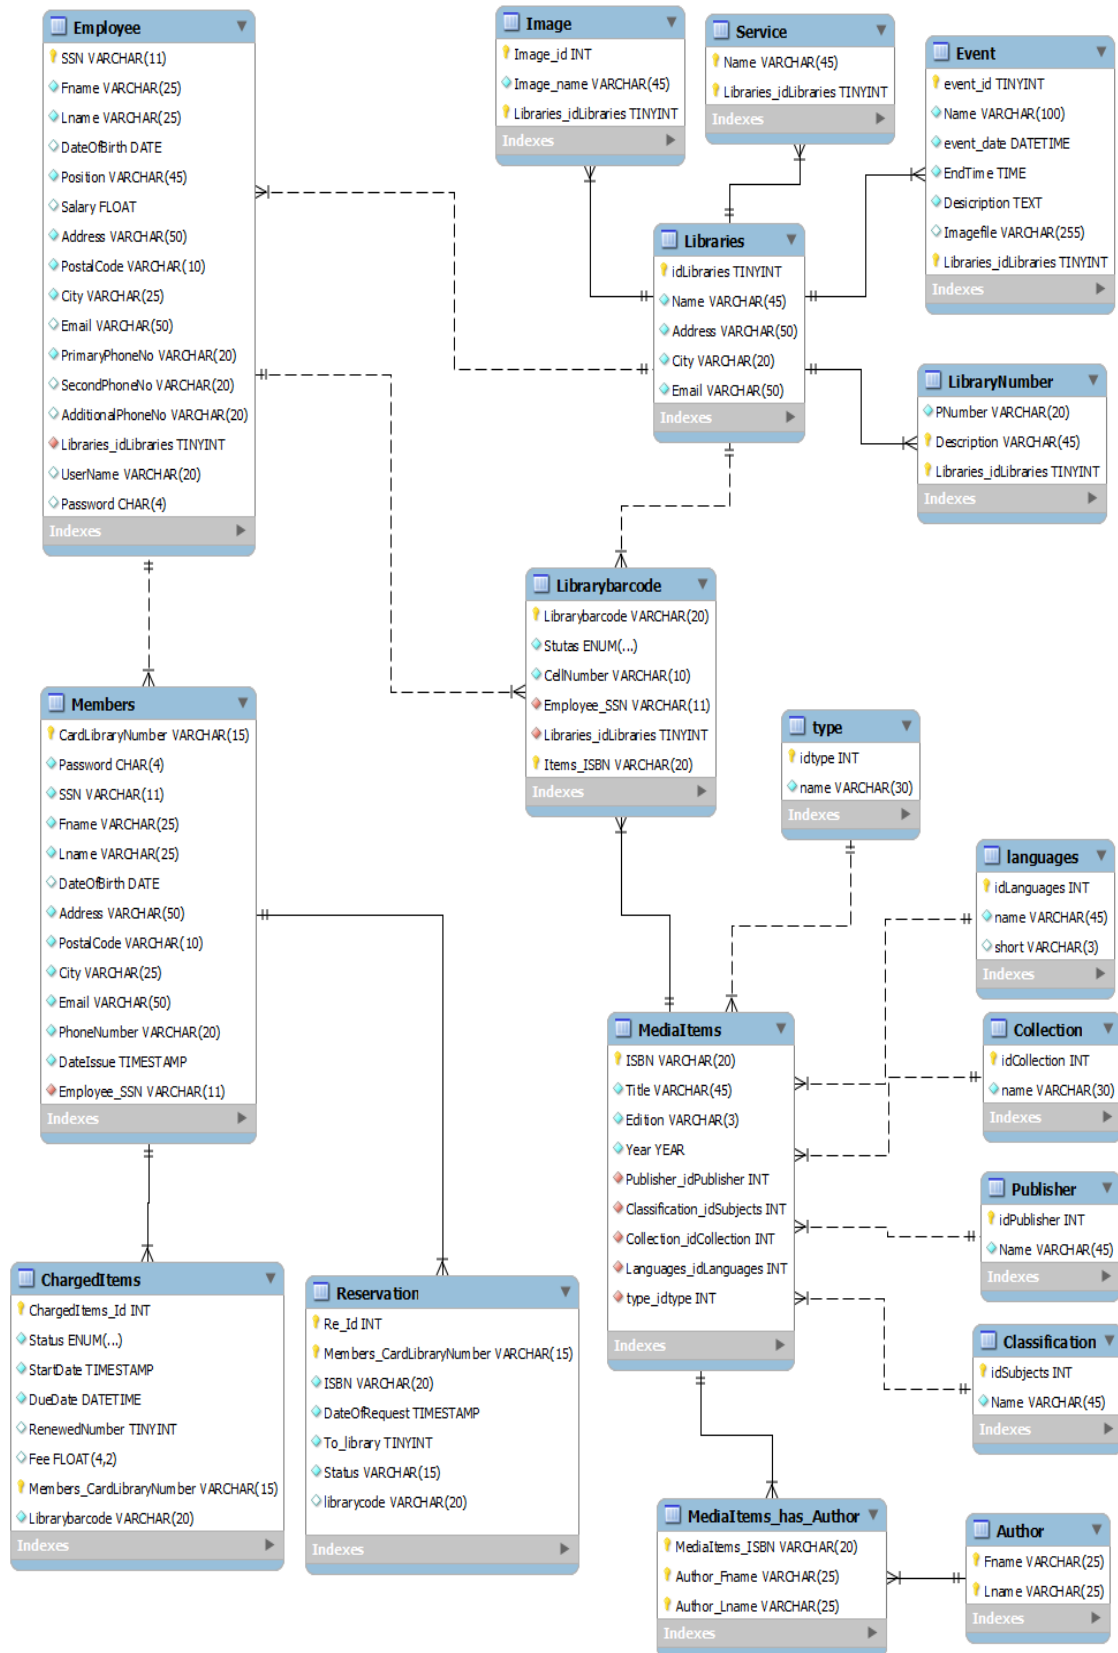 Employee
SSN VARCHAR(11)
Fname VARCHAR(25)
Lname VARCHAR(25)
DateOfBirth DATE
Position VARCHAR(45)
Salary FLOAT
Address VARCHAR(50)
PostalCode VARCHAR(10)
City VARCHAR(25)
Email VARCHAR(50)
PrimaryPhoneNo VARCHAR(20)
SecondPhoneNo VARCHAR(20)
AdditionalPhoneNo VARCHAR(20)
Libraries_idLibraries TINYINT
UserName VARCHAR(20)
Password CHAR(4)
Indexes
Image
Image_id INT
Image_name VARCHAR(45)
Libraries_idLibraries TINYINT
Indexes
Service
Name VARCHAR(45)
Libraries_idLibraries TINYINT
Indexes
Event
event_id TINYINT
Name VARCHAR(100)
event_date DATETIME
EndTime TIME
Desicription TEXT
Imagefile VARCHAR(255)
Libraries_idLibraries TINYINT
Indexes
Libraries
idLibraries TINYINT
Name VARCHAR(45)
Address VARCHAR(50)
City VARCHAR(20)
Email VARCHAR(50)
Indexes
LibraryNumber
PNumber VARCHAR(20)
Description VARCHAR(45)
Libraries_idLibraries TINYINT
Indexes
Librarybarcode
Librarybarcode VARCHAR(20)
Stutas ENUM(...)
CellNumber VARCHAR(10)
Employee_SSN VARCHAR(11)
Libraries_idLibraries TINYINT
Items_ISBN VARCHAR(20)
Indexes
Members
CardLibraryNumber VARCHAR(15)
Password CHAR(4)
SSN VARCHAR(11)
Fname VARCHAR(25)
Lname VARCHAR(25)
DateOfBirth DATE
Address VARCHAR(50)
PostalCode VARCHAR(10)
City VARCHAR(25)
Email VARCHAR(50)
PhoneNumber VARCHAR(20)
DateIssue TIMESTAMP
Employee_SSN VARCHAR(11)
Indexes
type
idtype INT
name VARCHAR(30)
Indexes
languages
idLanguages INT
name VARCHAR(45)
short VARCHAR(3)
Indexes
MediaItems
ISBN VARCHAR(20)
Title VARCHAR(45)
Edition VARCHAR(3)
Year YEAR
Publisher_idPublisher INT
Classification_idSubjects INT
Collection_idCollection INT
Languages_idLanguages INT
type_idtype INT
Indexes
Collection
idCollection INT
name VARCHAR(30)
Indexes
Publisher
idPublisher INT
Name VARCHAR(45)
Indexes
Classification
idSubjects INT
Name VARCHAR(45)
Indexes
ChargedItems
ChargedItems_Id INT
Status ENUM(...)
StartDate TIMESTAMP
DueDate DATETIME
RenewedNumber TINYINT
Fee FLOAT(4,2)
Members_CardLibraryNumber VARCHAR(15)
Librarybarcode VARCHAR(20)
Indexes
Reservation
Re_Id INT
Members_CardLibraryNumber VARCHAR(15)
ISBN VARCHAR(20)
DateOfRequest TIMESTAMP
To_library TINYINT
Status VARCHAR(15)
librarycode VARCHAR(20)
Indexes
MediaItems_has_Author
MediaItems_ISBN VARCHAR(20)
Author_Fname VARCHAR(25)
Author_Lname VARCHAR(25)
Indexes
Author
Fname VARCHAR(25)
Lname VARCHAR(25)
Indexes